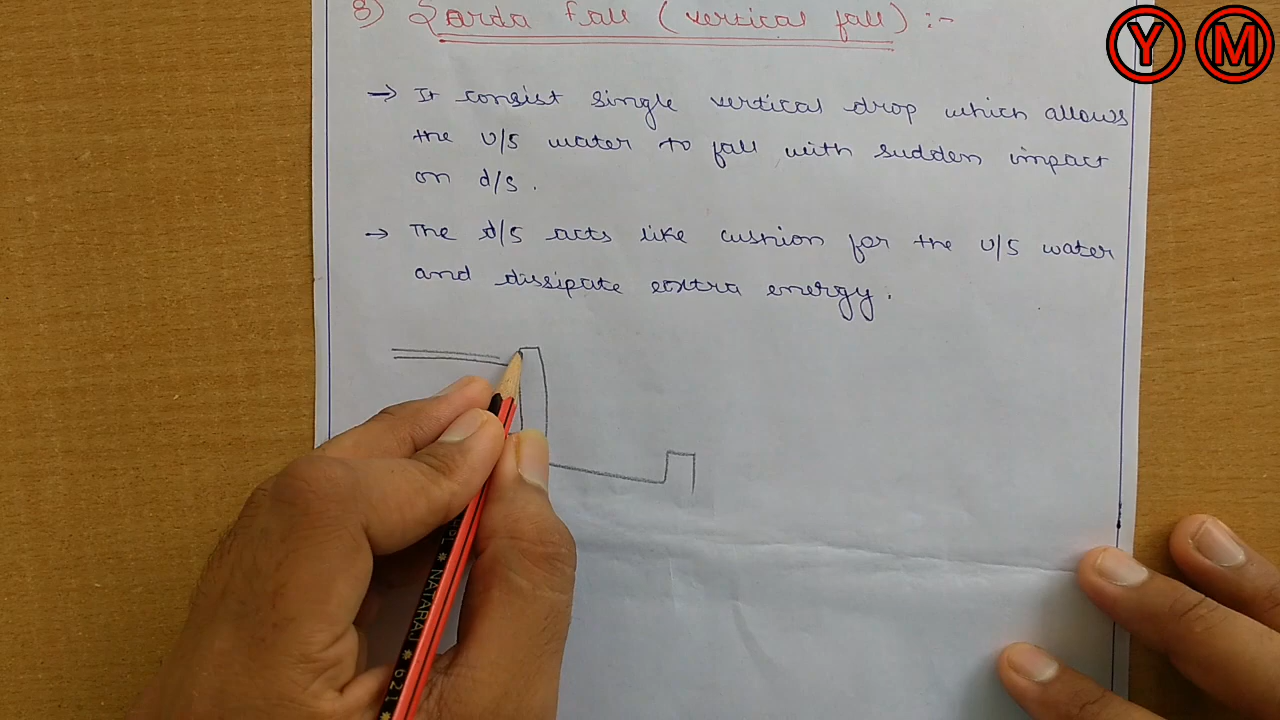 8) Sarda fall (vertical fall) :-
→ It consist single vertical drop which allows
the U/S water to fall with sudden impact
on d/s.
→ The d/s acts like cushion for the U/S water
and dissipate extra energy.
Y M
NATARAJ * 621